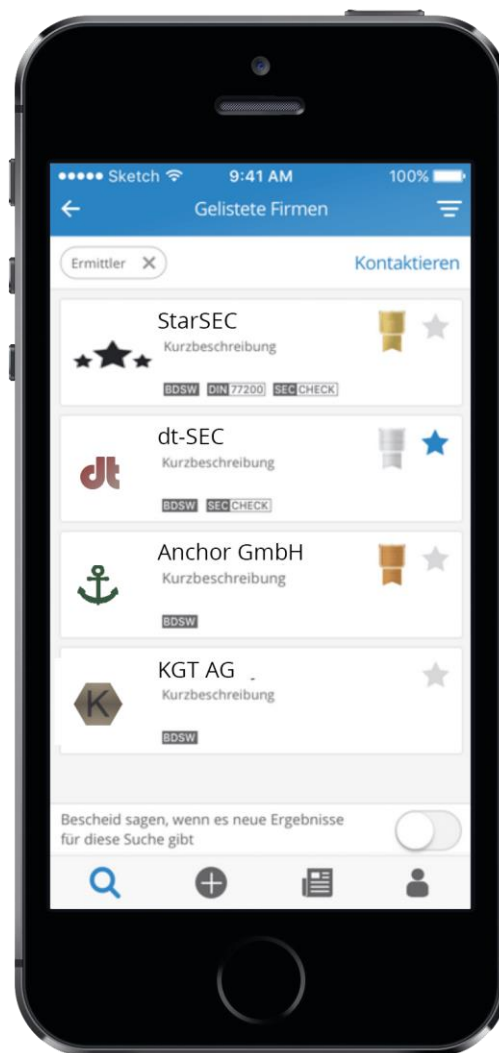 Sketch 9:41 AM 100%
Gelistete Firmen
Ermittler Kontaktieren
StarSEC
Kurzbeschreibung
BDSW DIN 77200 SEC CHECK
dt-SEC
dt Kurzbeschreibung
BDSW SEC CHECK
Anchor GmbH
Kurzbeschreibung
BDSW
KGT AG
K Kurzbeschreibung
BDSW
Bescheid sagen, wenn es neue Ergebnisse
für diese Suche gibt